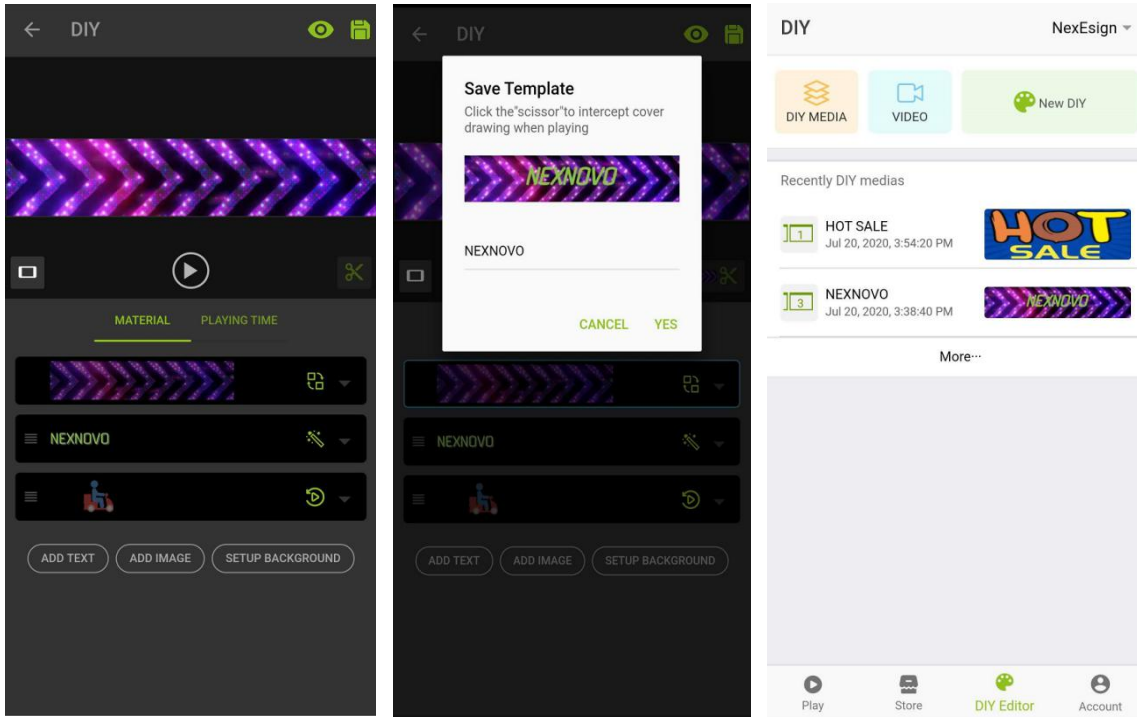 DIY
MATERIAL PLAYING TIME
NEXNOVO
ADD TEXT ADD IMAGE SETUP BACKGROUND
DIY
Save Template
Click the"scissor"to intercept cover
drawing when playing
NEXNOVO
NEXNOVO
CANCEL YES
NEXNOVO
ADD TEXT ADD IMAGE SETUP BACKGROUND
DIY NexEsign
DIY MEDIA VIDEO New DIY
Recently DIY medias
1 HOT SALE
Jul 20, 2020, 3:54:20 PM
HOT
SALE
3 NEXNOVO
Jul 20, 2020, 3:38:40 PM
NEXNOVO
More···
Play Store DIY Editor Account